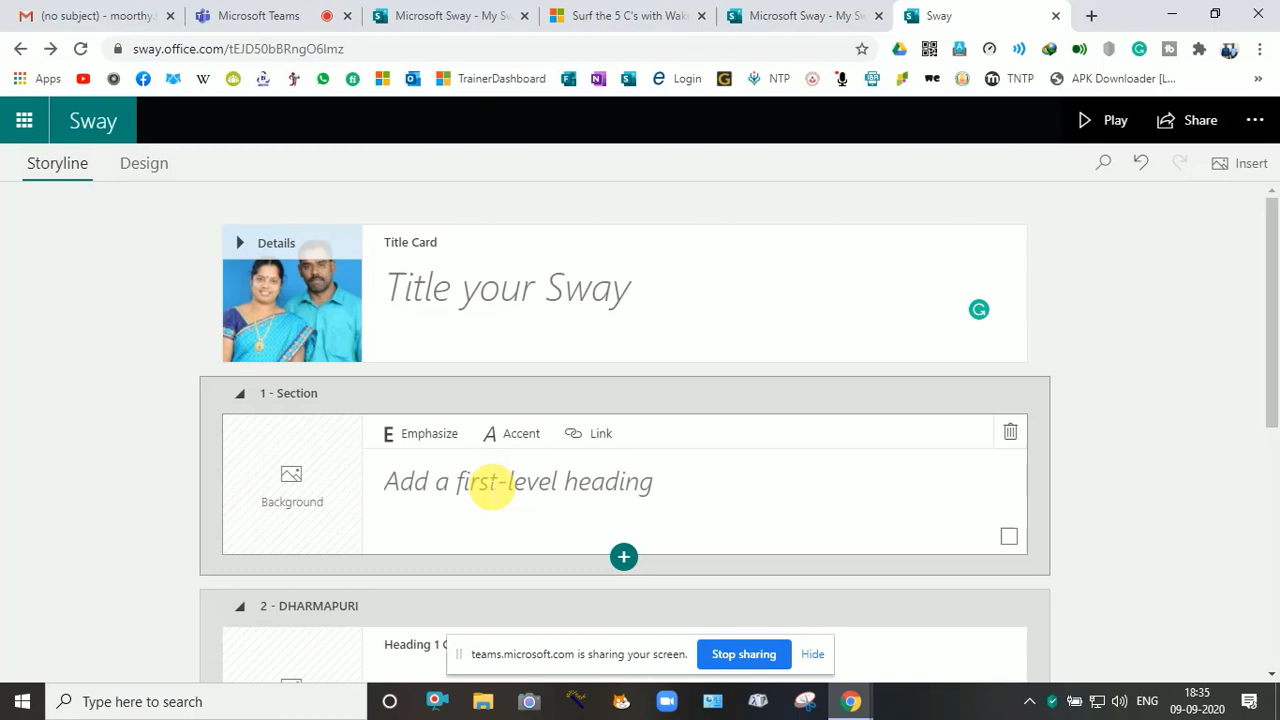 (no subject) - moorthy.s
Microsoft Teams
Microsoft Sway - My Sw
Surf the 5 C's with Wak
Microsoft Sway - My Sw
Sway
sway.office.com/tEJD50bBRngO6Imz
Apps
TrainerDashboard
Login
NTP
TNTP
APK Downloader [L...
Sway
Play
Share
Storyline
Design
Insert
Details
Title Card
Title your Sway
1 - Section
E Emphasize
A Accent
Link
Add a first-level heading
Background
2 - DHARMAPURI
Heading 1 C
teams.microsoft.com is sharing your screen.
Stop sharing
Hide
Type here to search
ENG
18:35
09-09-2020